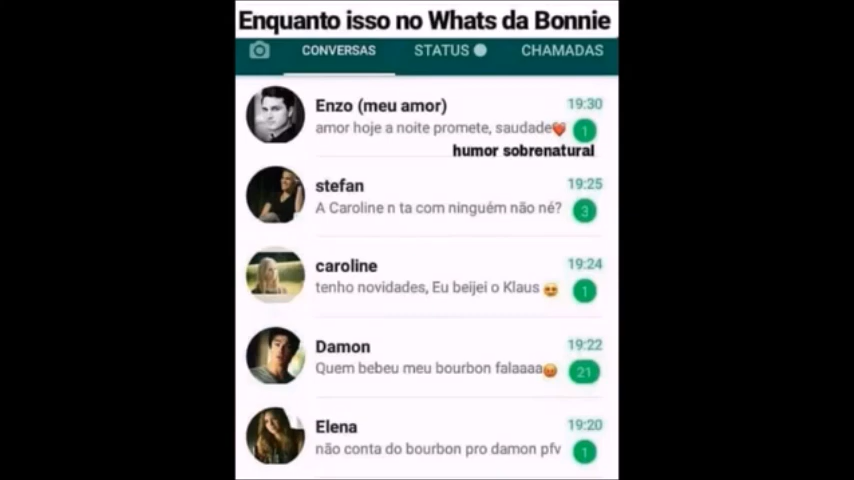 Enquanto isso no Whats da Bonnie
CONVERSAS STATUS CHAMADAS
Enzo (meu amor) 19:30
amor hoje a noite promete, saudade❤️ 1
humor sobrenatural
stefan 19:25
A Caroline n ta com ninguém não né? 3
caroline 19:24
tenho novidades, Eu beijei o Klaus 😍 1
Damon 19:22
Quem bebeu meu bourbon falaaaa😡 21
Elena 19:20
não conta do bourbon pro damon pfv 1